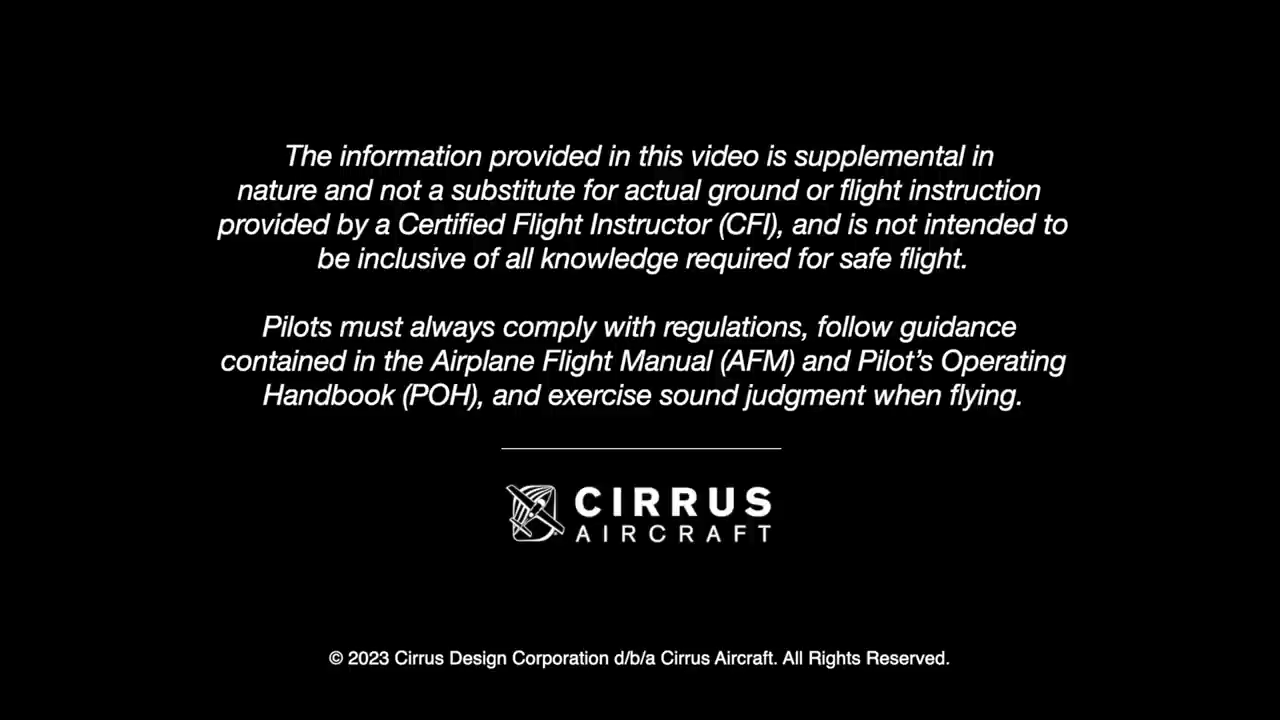 The information provided in this video is supplemental in
nature and not a substitute for actual ground or flight instruction
provided by a Certified Flight Instructor (CFI), and is not intended to
be inclusive of all knowledge required for safe flight.
Pilots must always comply with regulations, follow guidance
contained in the Airplane Flight Manual (AFM) and Pilot’s Operating
Handbook (POH), and exercise sound judgment when flying.
CIRRUS
AIRCRAFT
© 2023 Cirrus Design Corporation d/b/a Cirrus Aircraft. All Rights Reserved.